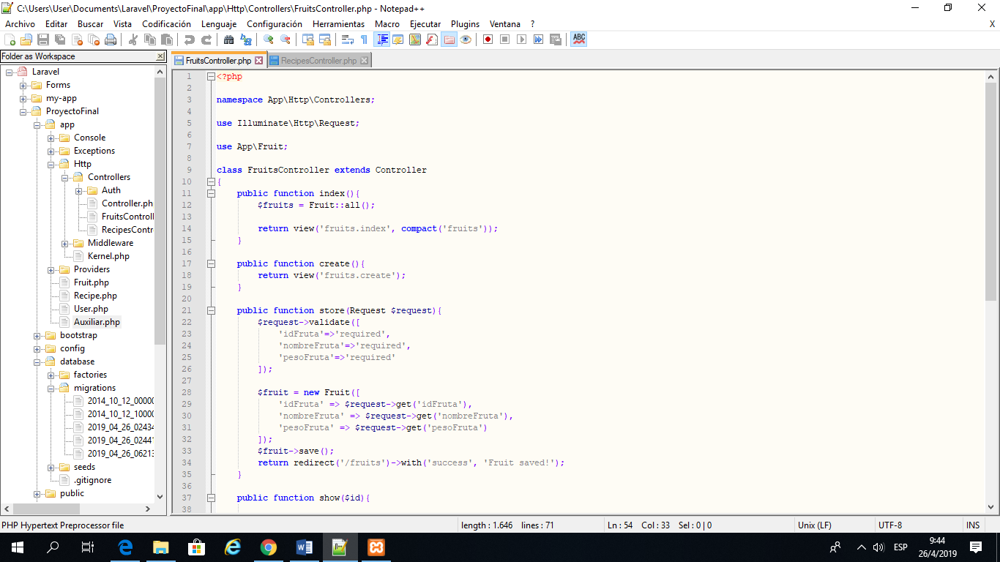 C:\Users\User\Documents\Laravel\ProyectoFinal\app\Http\Controllers\FruitsController.php - Notepad++
Archivo Editar Buscar Vista Codificación Lenguaje Configuración Herramientas Macro Ejecutar Plugins Ventana ? X
ABC
Folder as Workspace
FruitsController.php RecipesController.php
Laravel
Forms
my-app
ProyectoFinal
app
Console
Exceptions
Http
Controllers
Auth
Controller.ph
FruitsControll
RecipesContr
Middleware
Kernel.php
Providers
Fruit.php
Recipe.php
User.php
Auxiliar.php
bootstrap
config
database
factories
migrations
2014_10_12_00000
2014_10_12_10000
2019_04_26_02434
2019_04_26_02441
2019_04_26_06213
seeds
.gitignore
public
1 <?php
2
3 namespace App\Http\Controllers;
4
5 use Illuminate\Http\Request;
6
7 use App\Fruit;
8
9 class FruitsController extends Controller
10 {
11 public function index(){
12 $fruits = Fruit::all();
13
14 return view('fruits.index', compact('fruits'));
15 }
16
17 public function create(){
18 return view('fruits.create');
19 }
20
21 public function store(Request $request){
22 $request->validate([
23 'idFruta'=>'required',
24 'nombreFruta'=>'required',
25 'pesoFruta'=>'required'
26 ]);
27
28 $fruit = new Fruit([
29 'idFruta' => $request->get('idFruta'),
30 'nombreFruta' => $request->get('nombreFruta'),
31 'pesoFruta' => $request->get('pesoFruta')
32 ]);
33 $fruit->save();
34 return redirect('/fruits')->with('success', 'Fruit saved!');
35 }
36
37 public function show($id){
38
PHP Hypertext Preprocessor file length : 1.646 lines : 71 Ln : 54 Col : 33 Sel : 0 | 0 Unix (LF) UTF-8 INS
ESP
9:44
26/4/2019